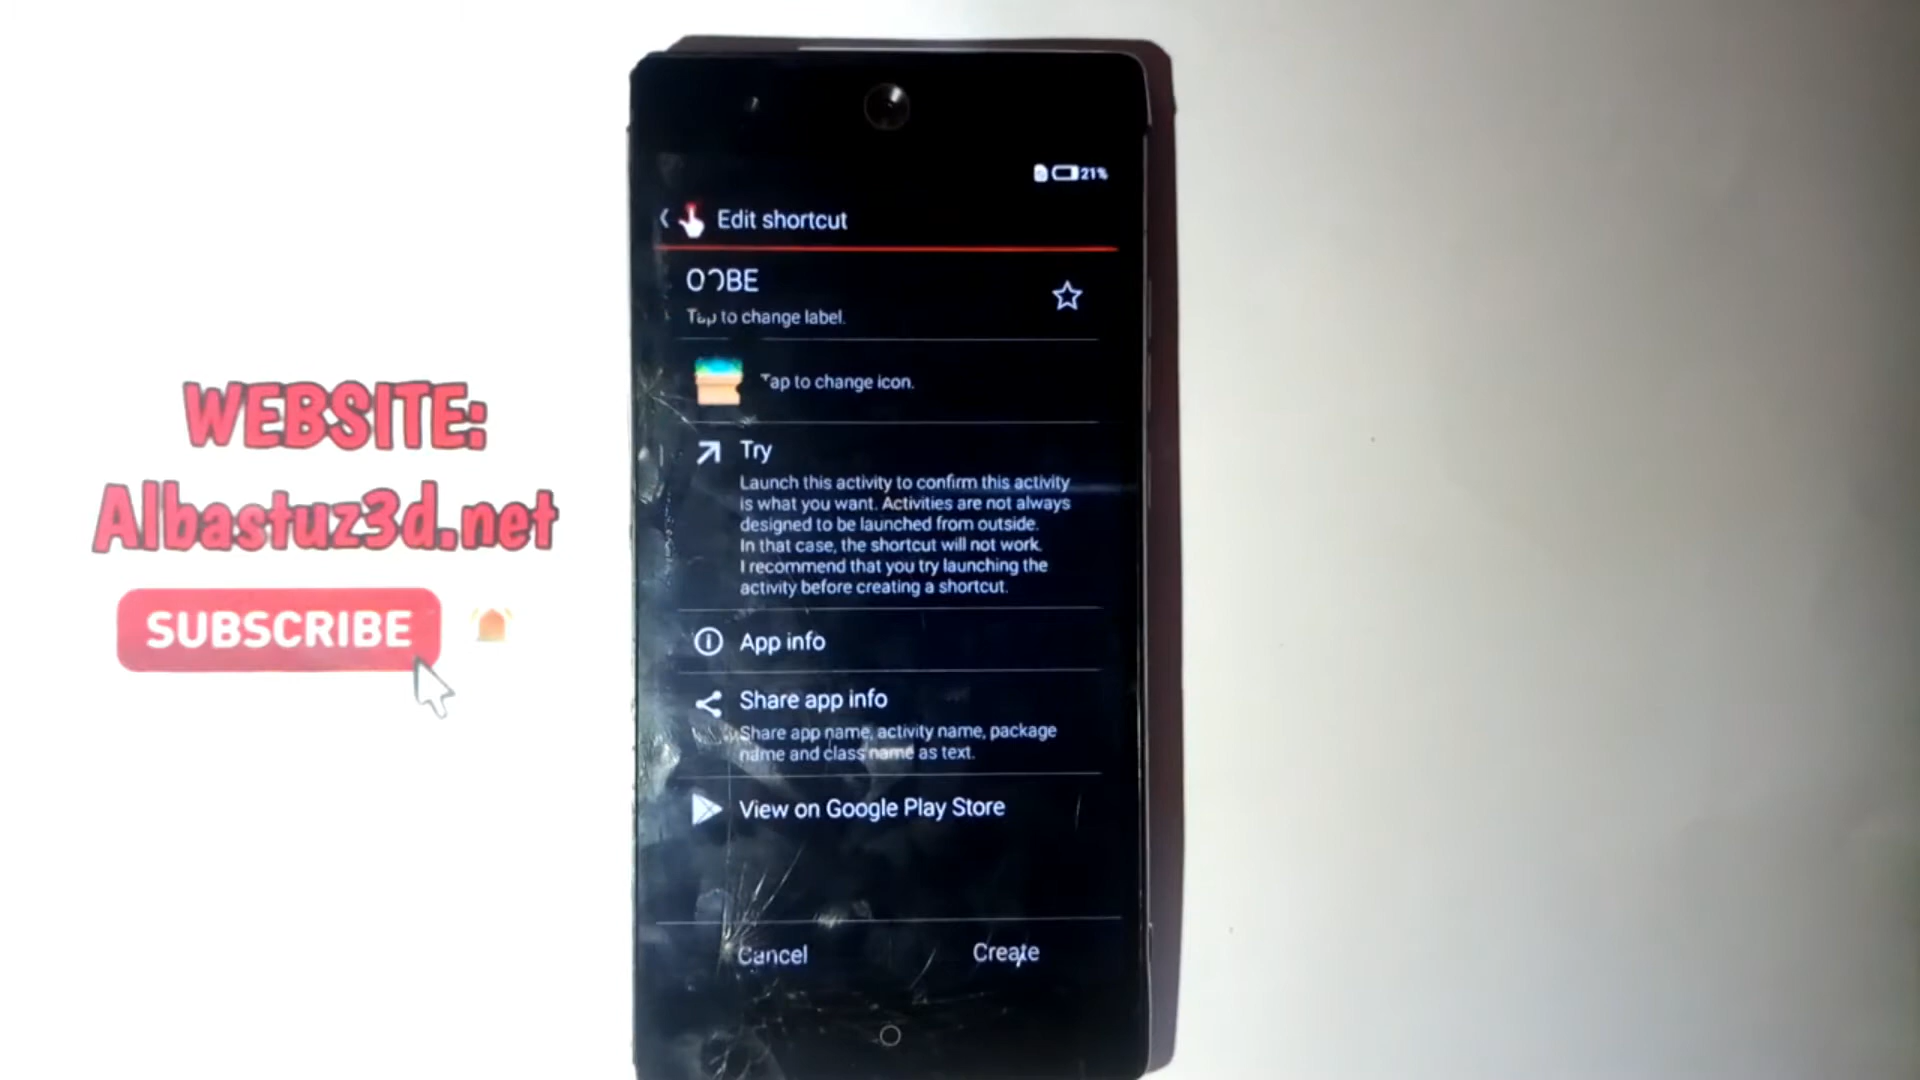 WEBSITE:
Albastuz3d.net
SUBSCRIBE
21%
Edit shortcut
OOBE
Tap to change label.
Tap to change icon.
Try
Launch this activity to confirm this activity
is what you want. Activities are not always
designed to be launched from outside.
In that case, the shortcut will not work.
I recommend that you try launching the
activity before creating a shortcut.
App info
Share app info
Share app name, activity name, package
name and class name as text.
View on Google Play Store
Cancel
Create